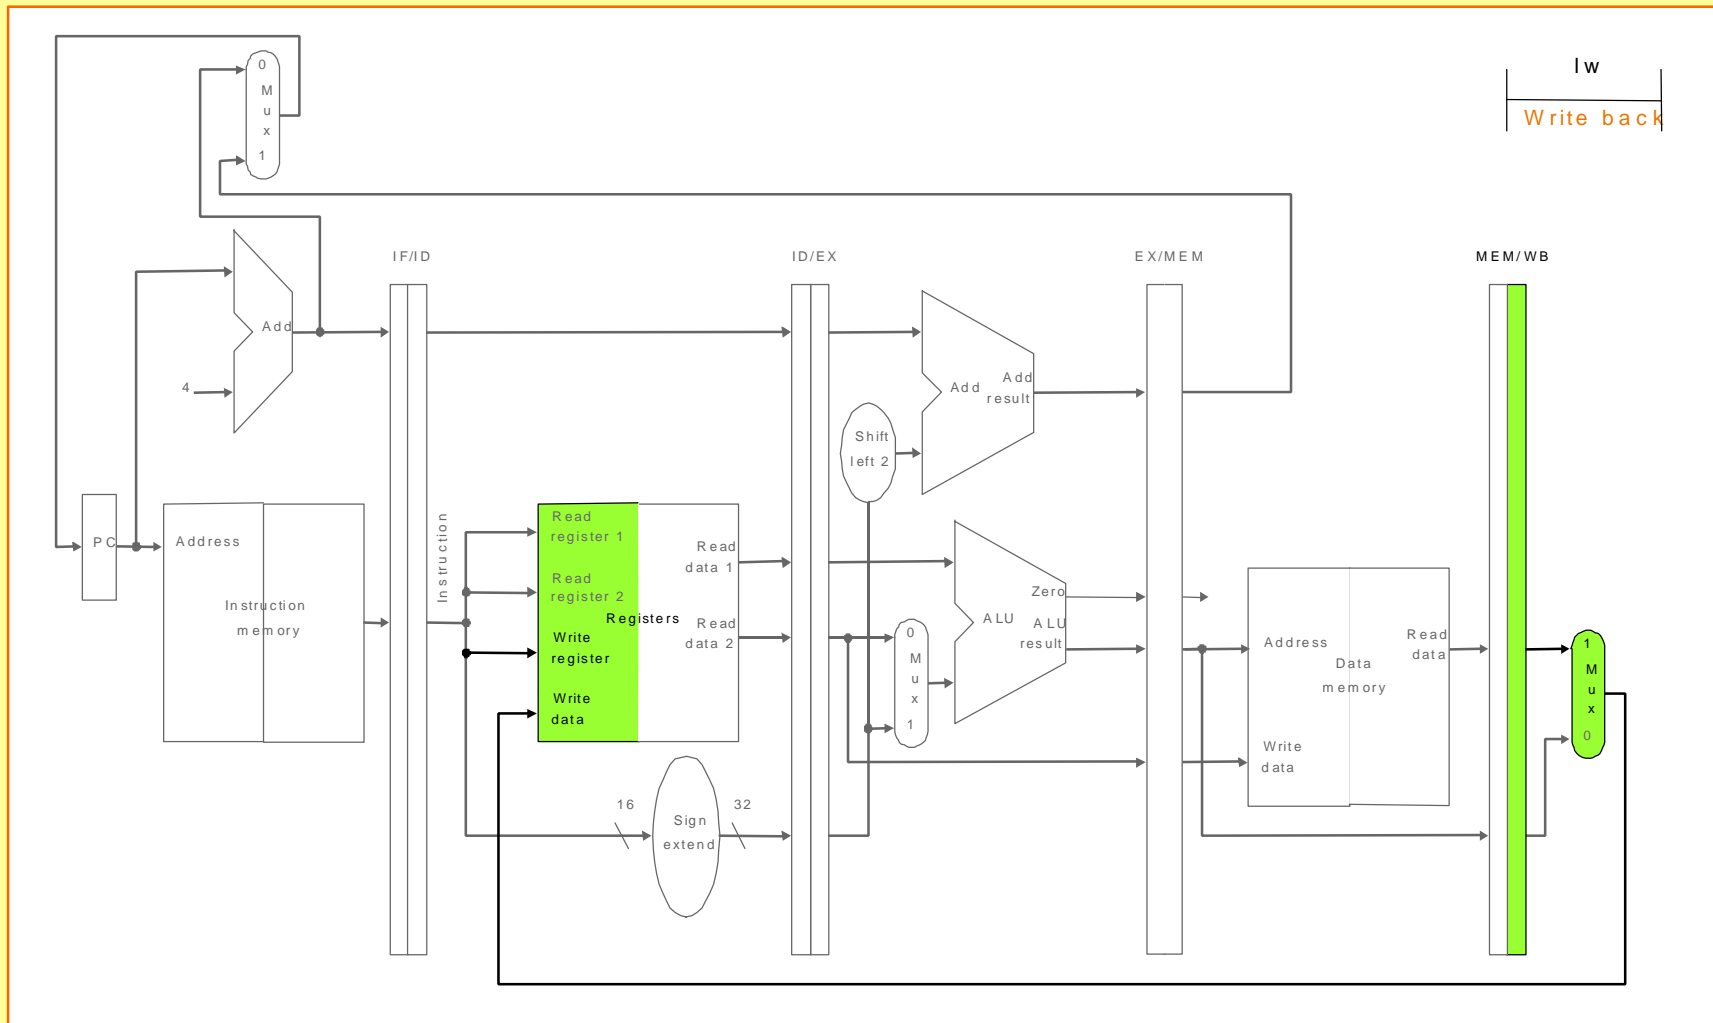 lw
Write back
0
M
u
x
1
IF/ID
ID/EX
EX/MEM
MEM/WB
Add
4
Add
Add
result
Shift
left 2
PC
Address
Instruction
memory
Instruction
Read
register 1
Read
register 2
Registers
Write
register
Write
data
Read
data 1
Read
data 2
0
M
u
x
1
Zero
ALU
ALU
result
Address
Read
data
Data
memory
Write
data
1
M
u
x
0
16
32
Sign
extend